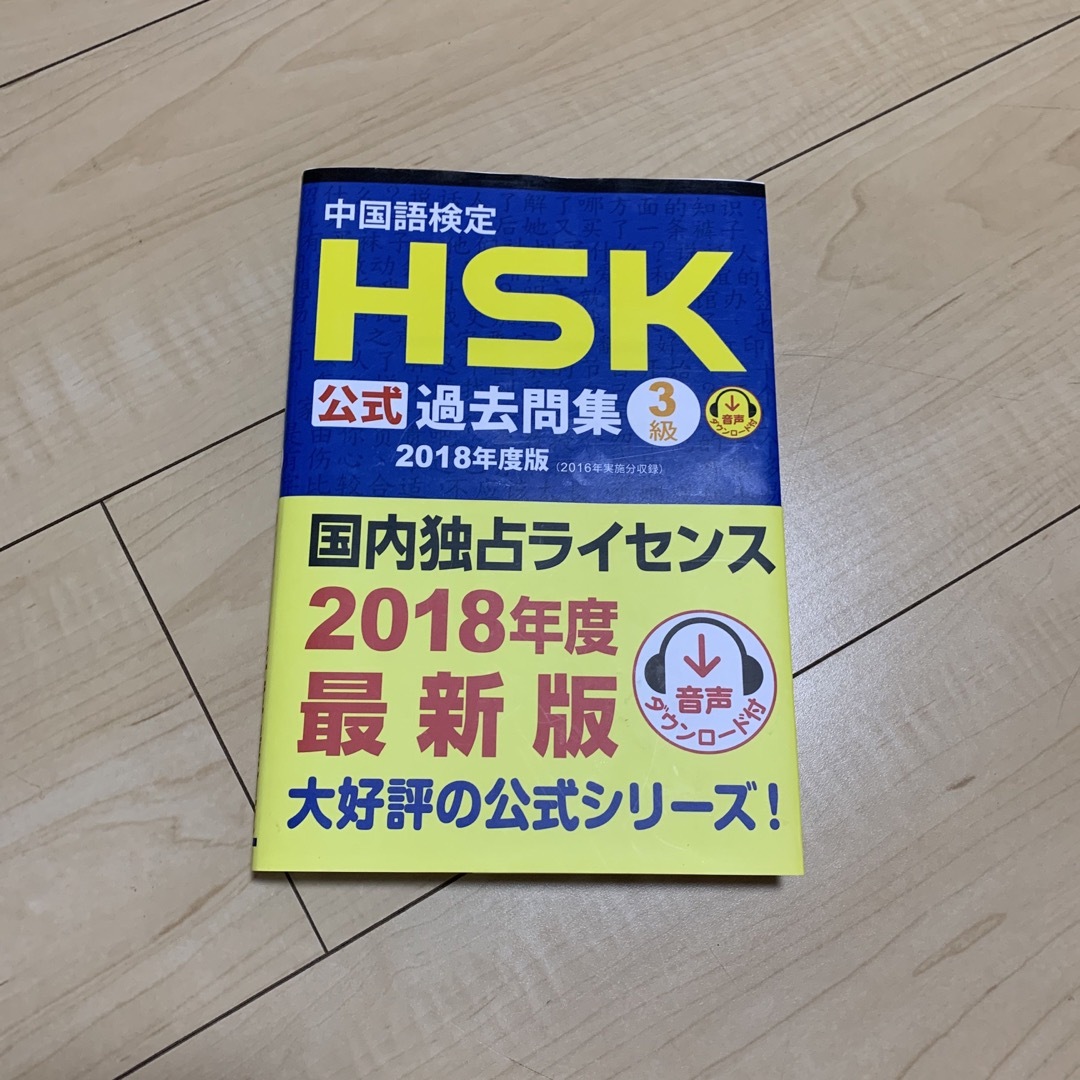 中国語検定
HSK
公式 過去問集 3級
音声
ダウンロード付
2018年度版 (2016年実施分収録)
国内独占ライセンス
2018年度
最新版
音声
ダウンロード付
大好評の公式シリーズ!